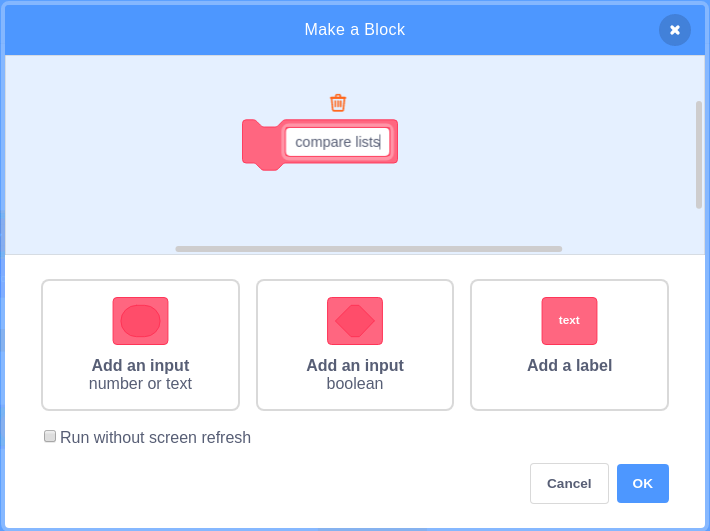 Make a Block
compare lists
text
Add an input
number or text
Add an input
boolean
Add a label
Run without screen refresh
Cancel
OK